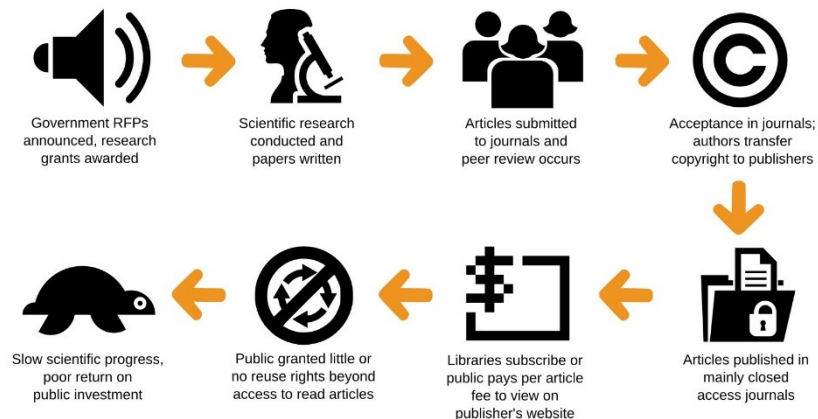 Government RFPs
announced, research
grants awarded
Scientific research
conducted and
papers written
Articles submitted
to journals and
peer review occurs
Acceptance in journals;
authors transfer
copyright to publishers
Articles published in
mainly closed
access journals
Libraries subscribe or
public pays per article
fee to view on
publisher's website
Public granted little or
no reuse rights beyond
access to read articles
Slow scientific progress,
poor return on
public investment